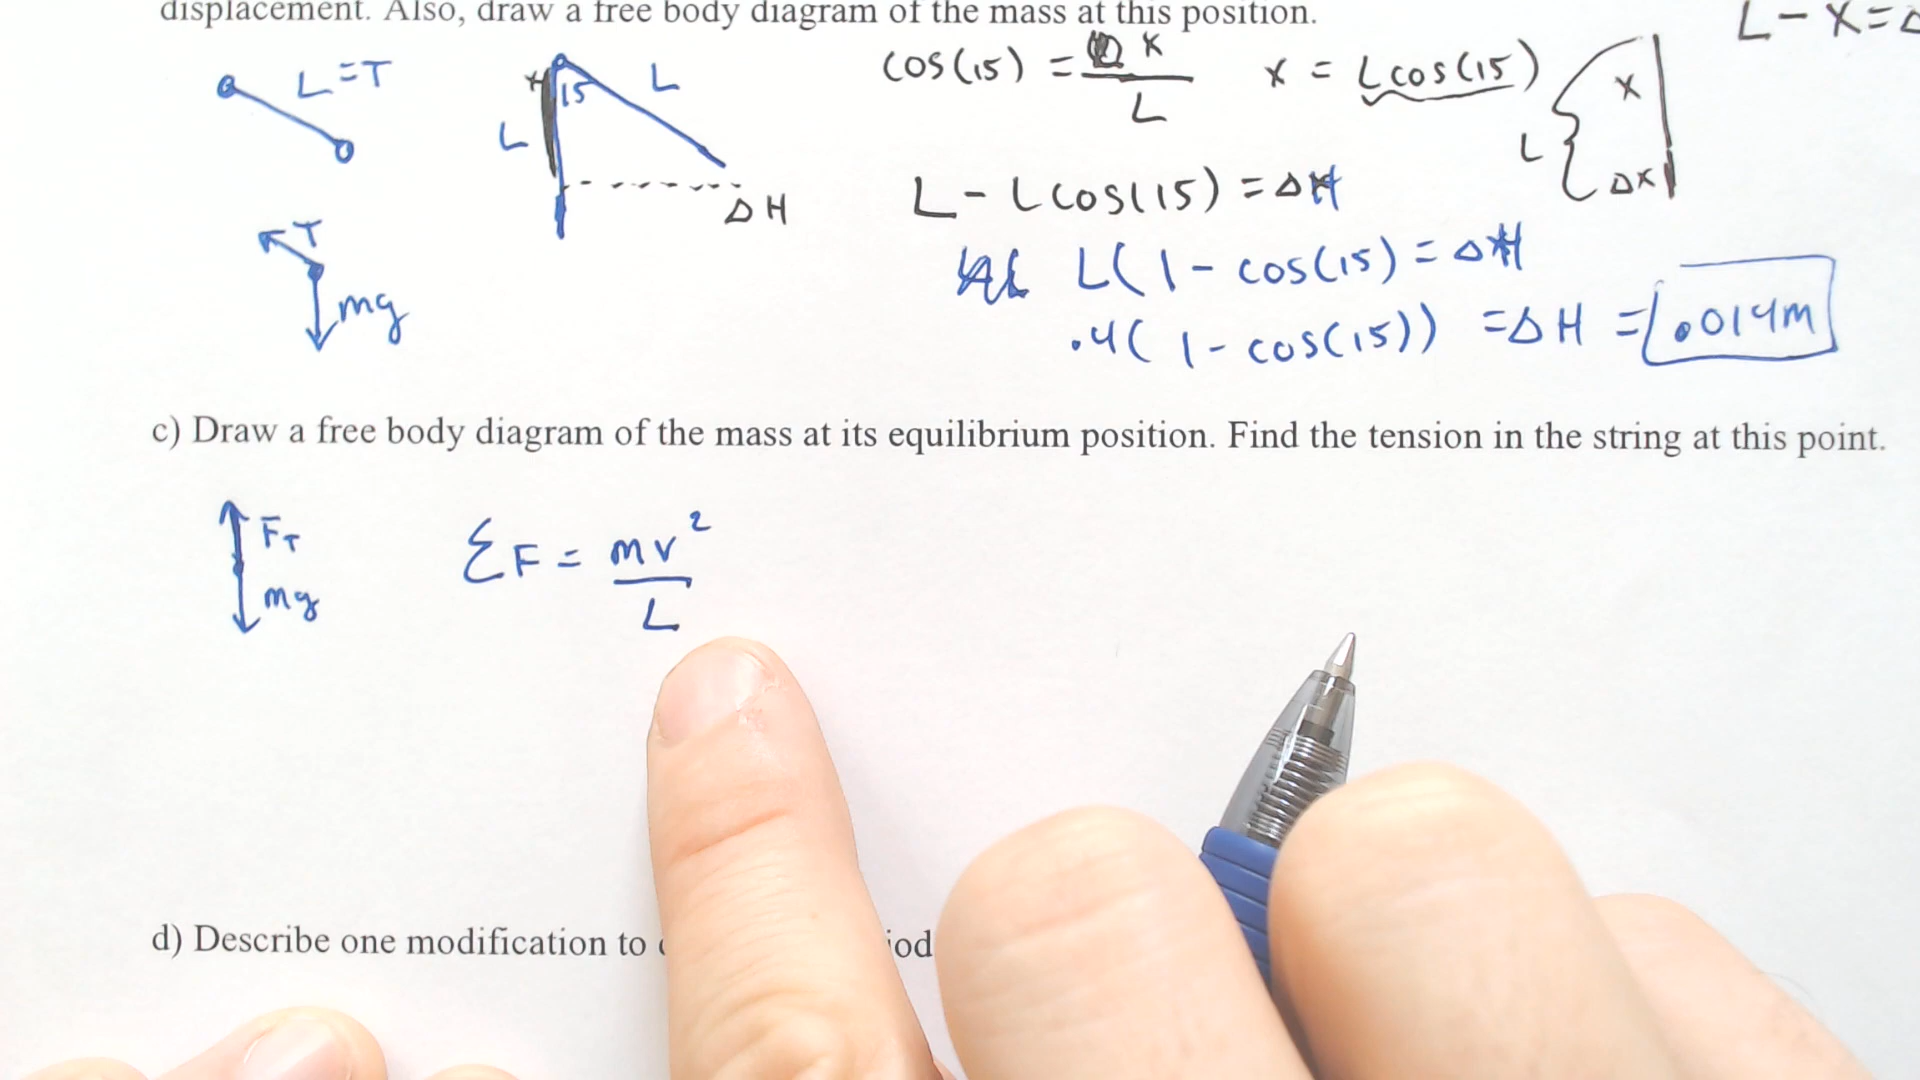 displacement. Also, draw a free body diagram of the mass at this position.
L - X = Δ
L = T
15
L
L
ΔH
cos(15) = x / L
x = Lcos(15)
x
L
Δx
T
mg
L - Lcos(15) = ΔH
L(1 - cos(15) = ΔH
.4(1 - cos(15)) = ΔH = .014m
c) Draw a free body diagram of the mass at its equilibrium position. Find the tension in the string at this point.
FT
mg
ΣF = mv² / L
d) Describe one modification to